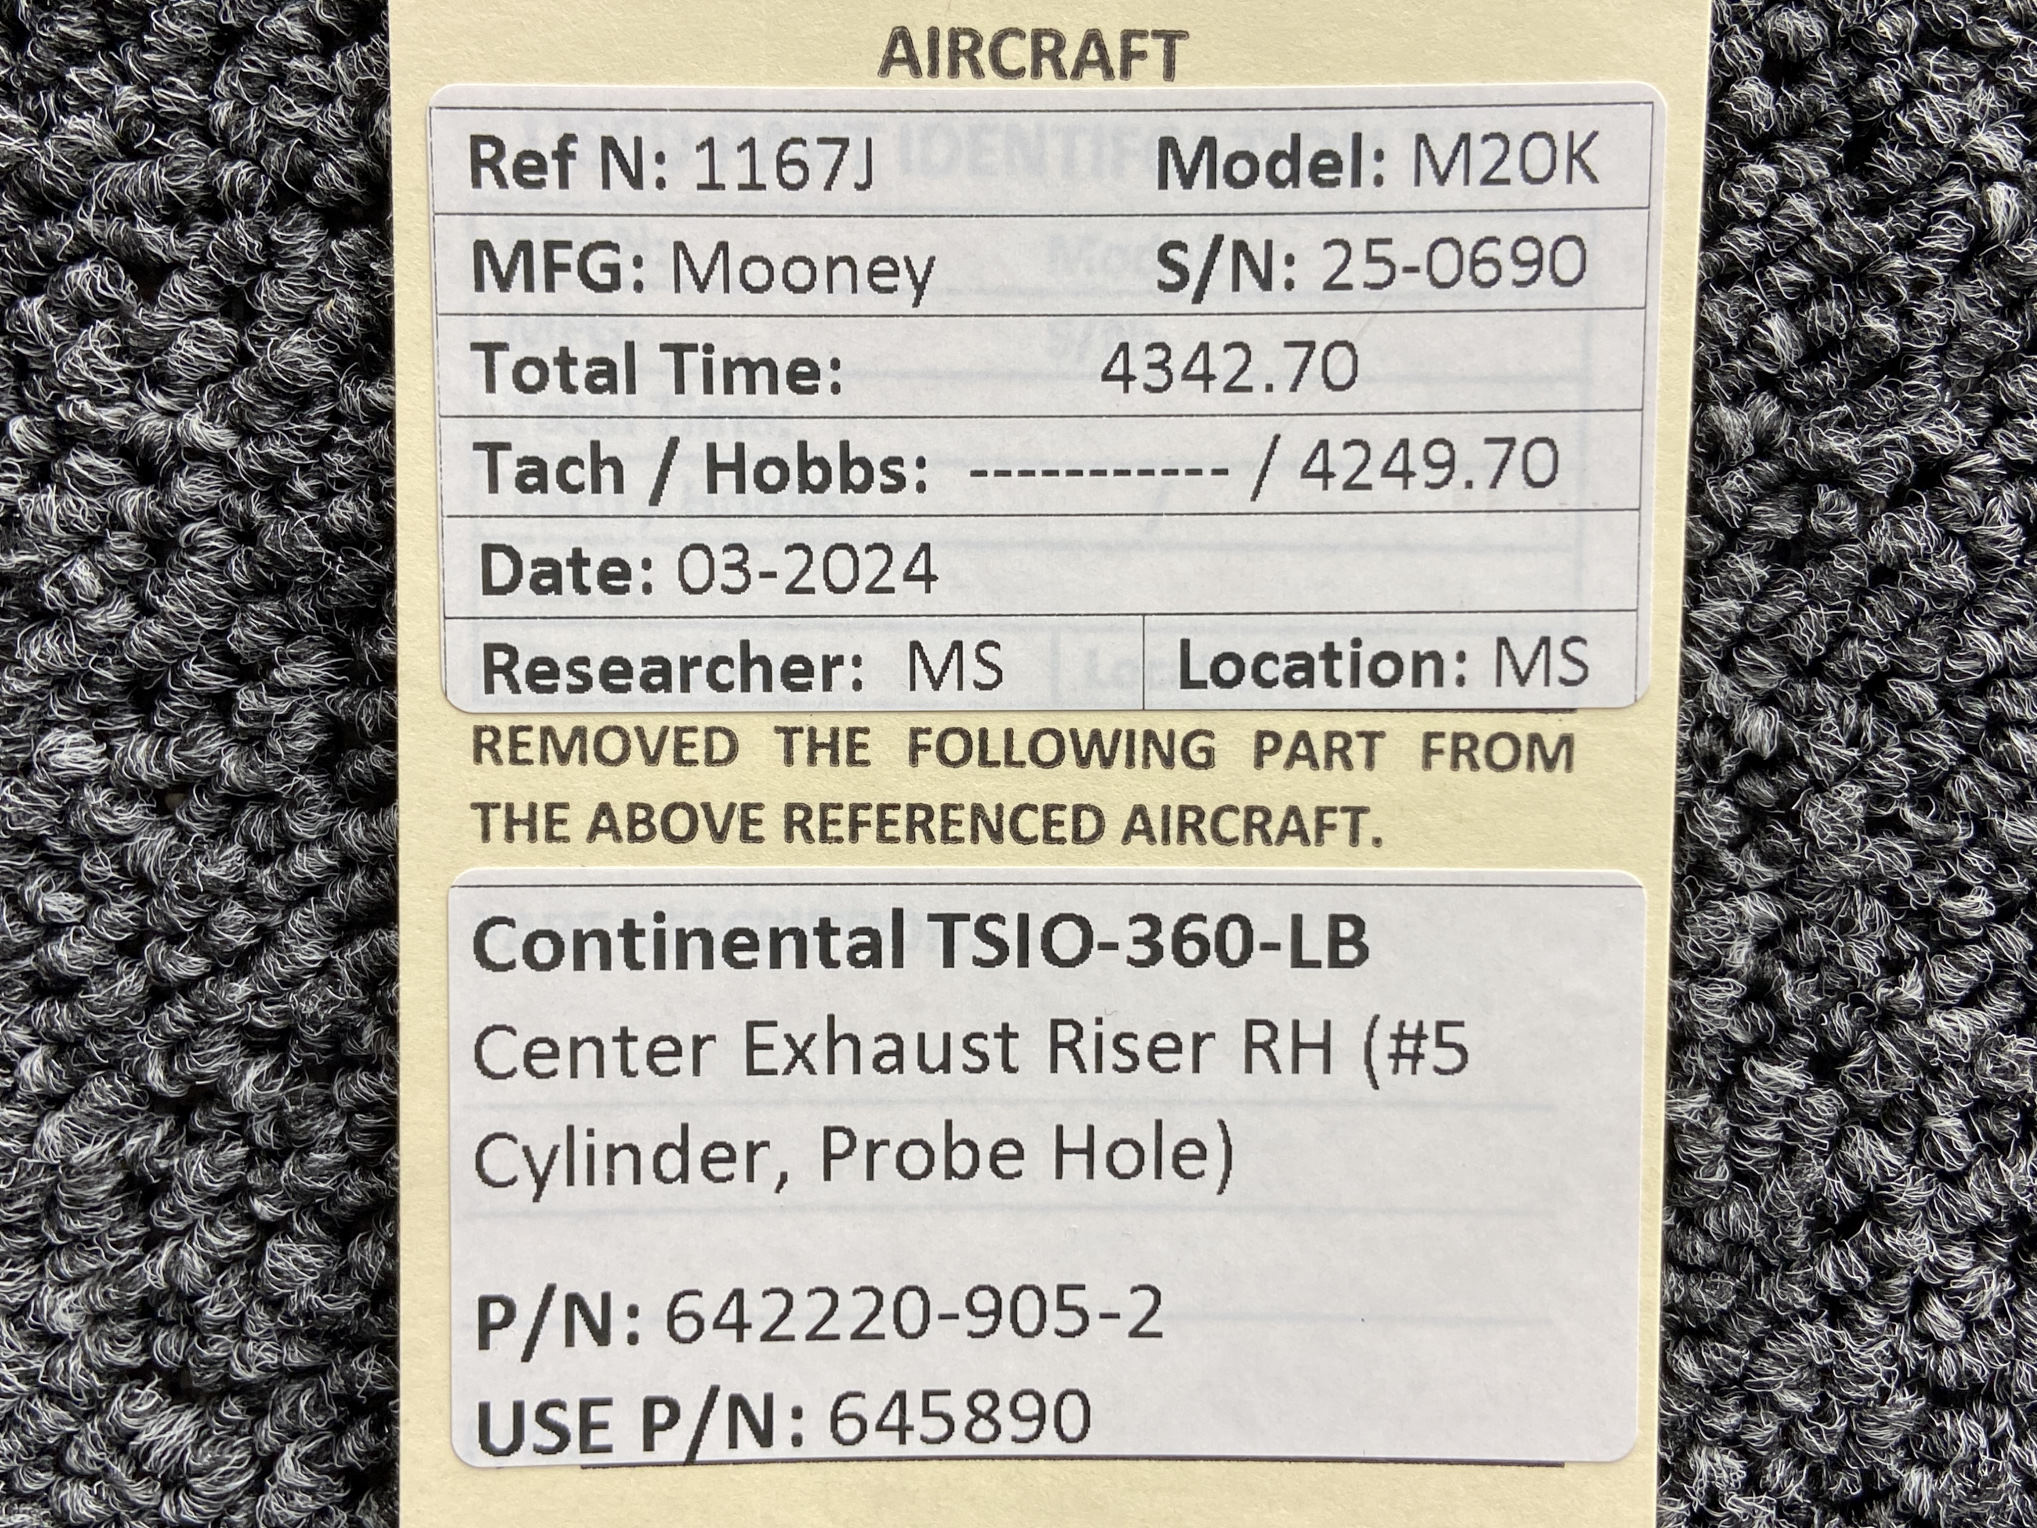 AIRCRAFT
Ref N: 1167J Model: M20K
MFG: Mooney S/N: 25-0690
Total Time: 4342.70
Tach / Hobbs: ----------- / 4249.70
Date: 03-2024
Researcher: MS Location: MS
REMOVED THE FOLLOWING PART FROM
THE ABOVE REFERENCED AIRCRAFT.
Continental TSIO-360-LB
Center Exhaust Riser RH (#5
Cylinder, Probe Hole)
P/N: 642220-905-2
USE P/N: 645890